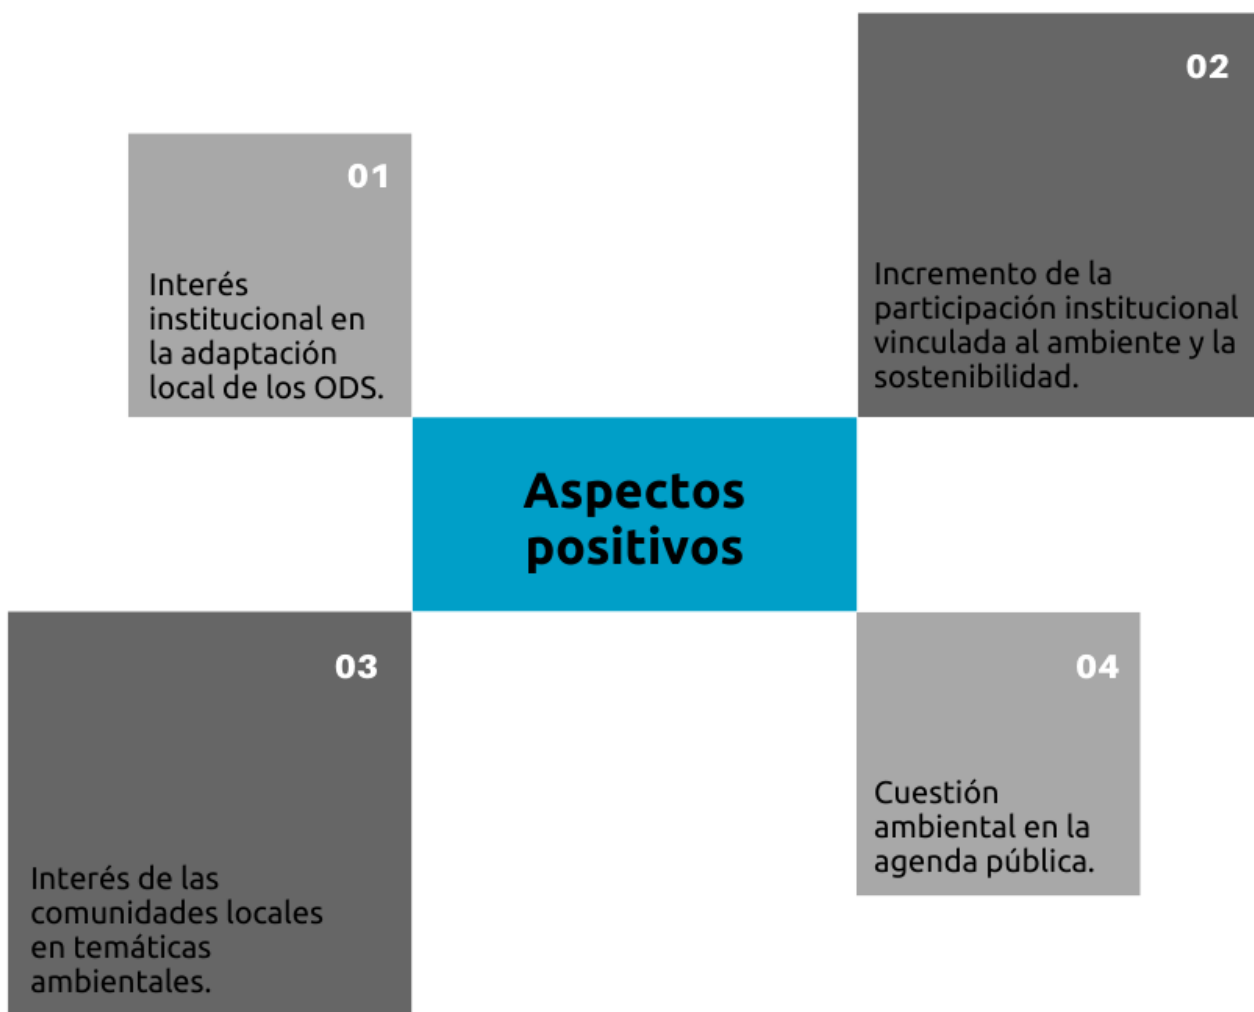 01
Interés
institucional en
la adaptación
local de los ODS.
02
Incremento de la
participación institucional
vinculada al ambiente y la
sostenibilidad.
Aspectos
positivos
03
Interés de las
comunidades locales
en temáticas
ambientales.
04
Cuestión
ambiental en la
agenda pública.